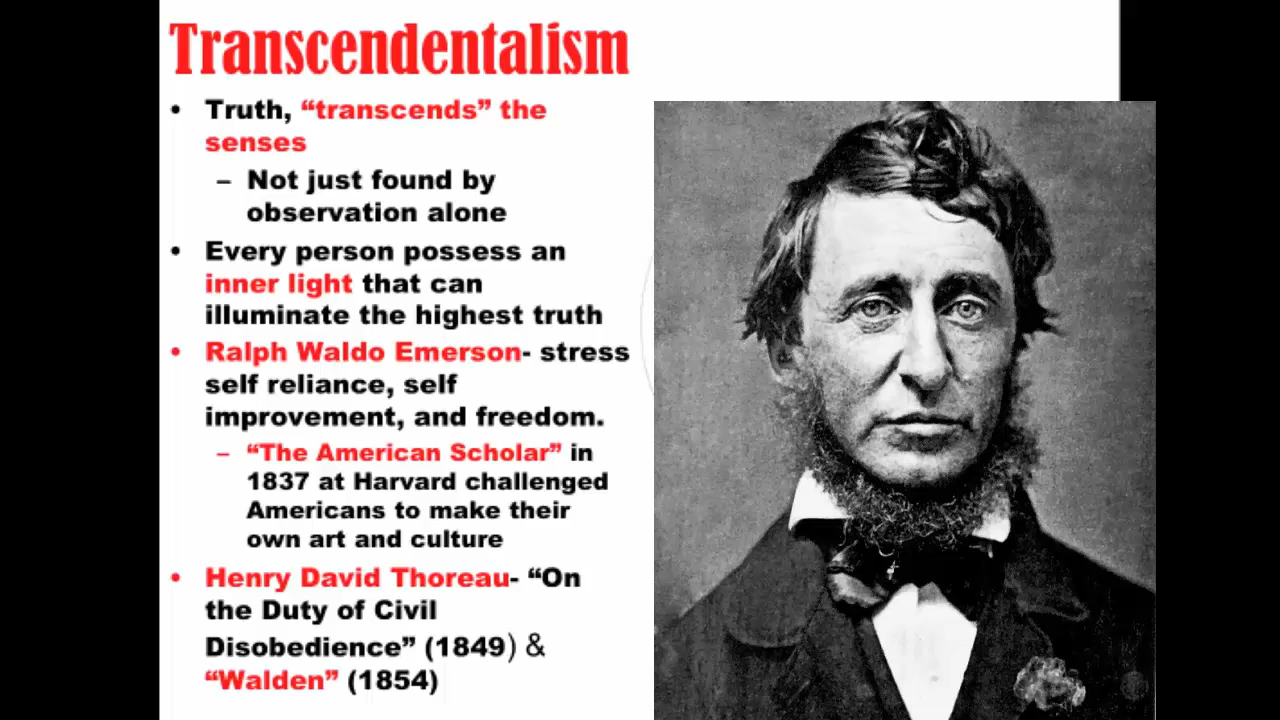 Transcendentalism
• Truth, “transcends” the
senses
– Not just found by
observation alone
• Every person possess an
inner light that can
illuminate the highest truth
• Ralph Waldo Emerson- stress
self reliance, self
improvement, and freedom.
– “The American Scholar” in
1837 at Harvard challenged
Americans to make their
own art and culture
• Henry David Thoreau- “On
the Duty of Civil
Disobedience” (1849) &
“Walden” (1854)